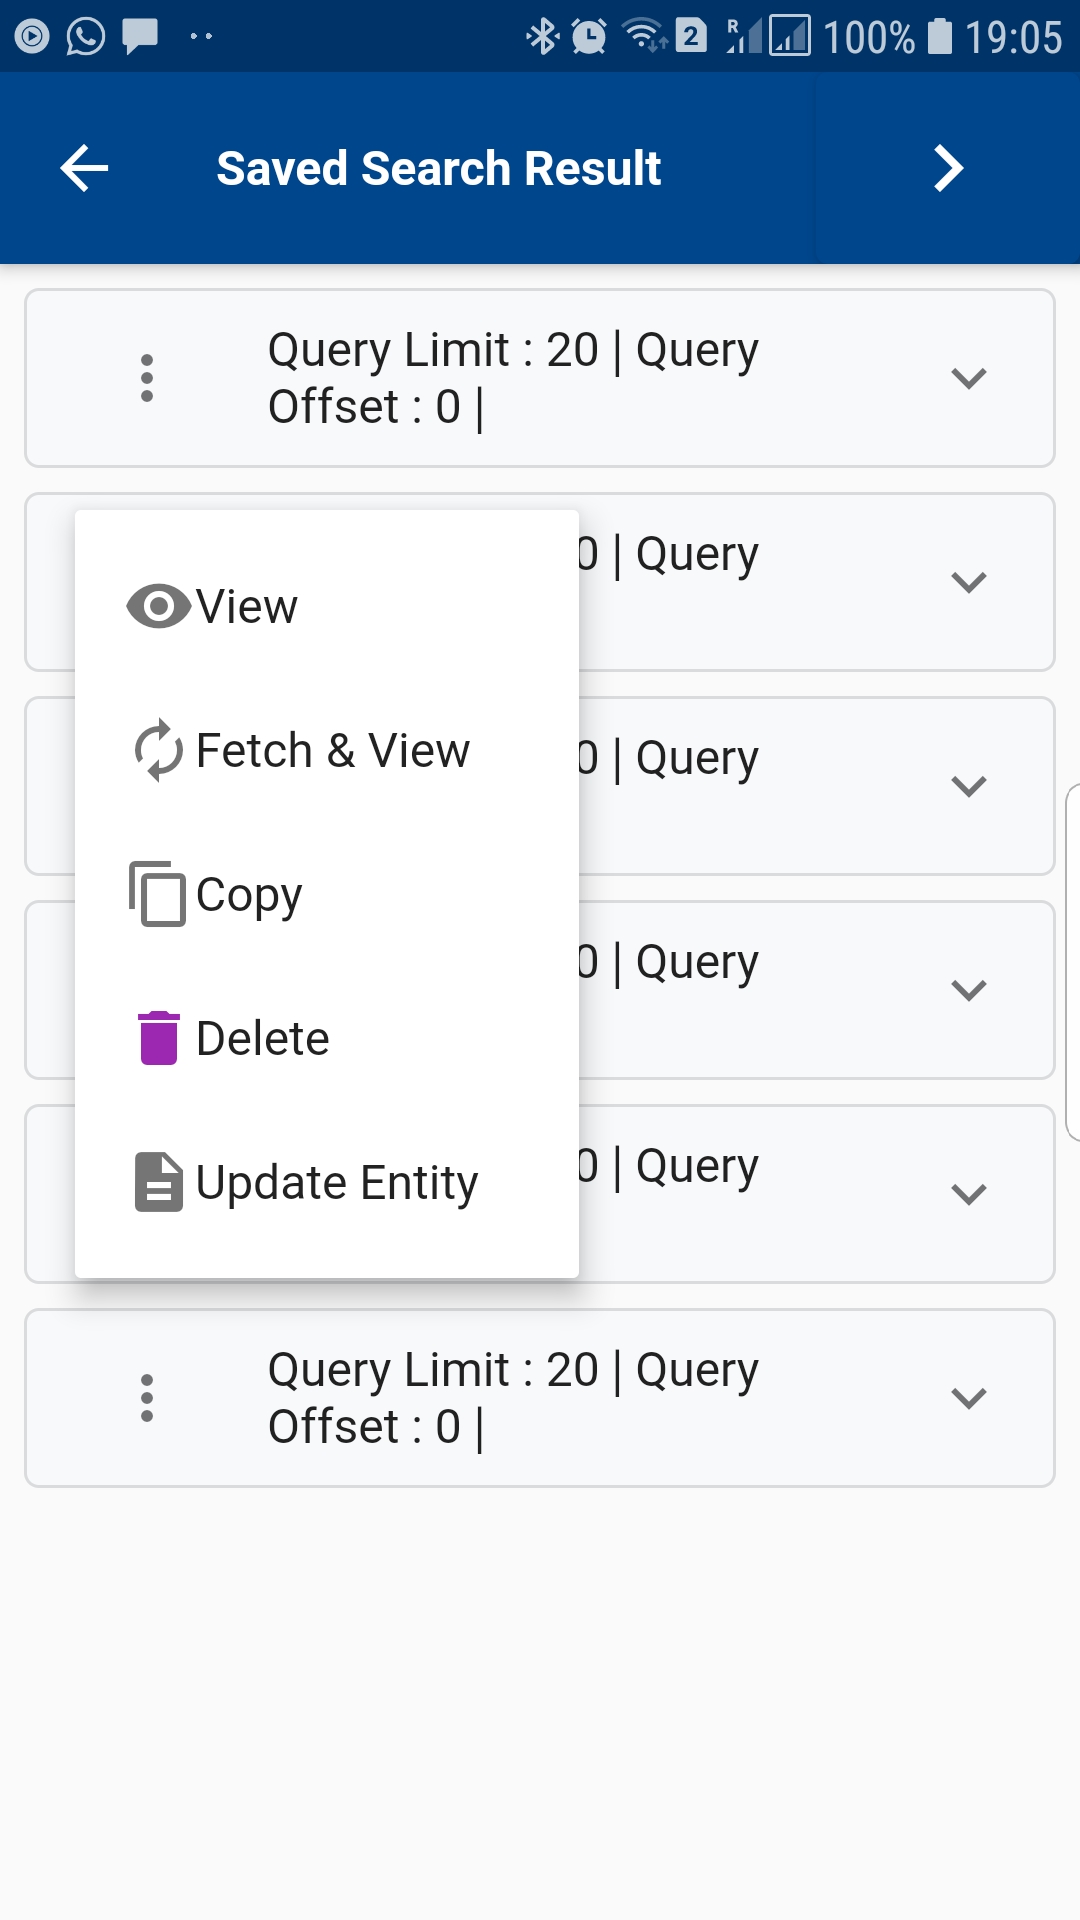 2 R 100% 19:05
Saved Search Result
Query Limit : 20 | Query
Offset : 0 |
0 | Query
View
0 | Query
Fetch & View
Copy
0 | Query
Delete
0 | Query
Update Entity
Query Limit : 20 | Query
Offset : 0 |